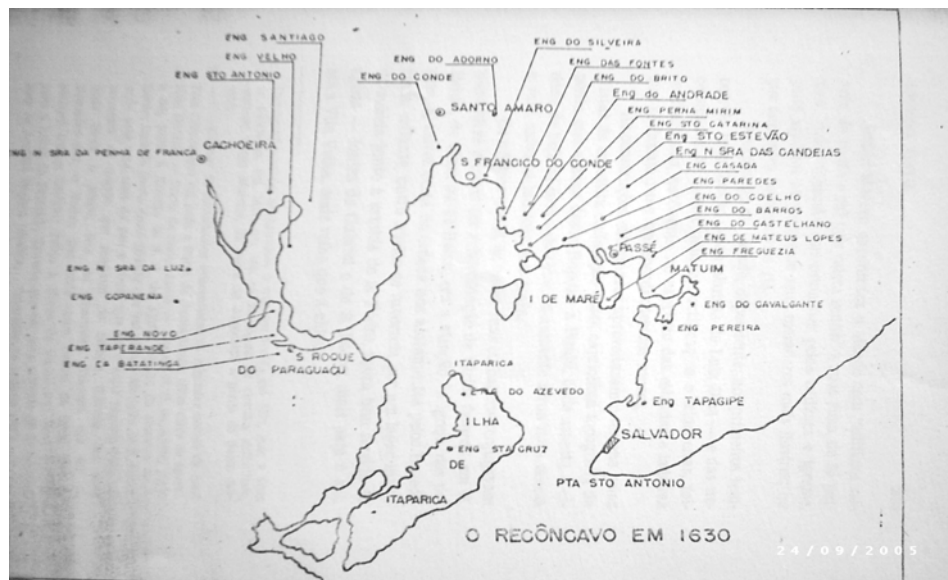 ENG SANTIAGO
ENG VELHO
ENG STO ANTONIO
ENG DO ADORNO
ENG DO CONDE
ENG DO SILVEIRA
ENG DAS FONTES
ENG DO BRITO
Eng do ANDRADE
ENG PERNA MIRIM
ENG STO CATARINA
Eng STO ESTEVÃO
Eng N SRA DAS CANDEIAS
ENG CASADA
ENG PAREDES
ENG DO COELHO
ENG DO BARROS
ENG DO CASTELHANO
ENG DE MATEUS LOPES
ENG FREGUEZIA
SANTO AMARO
CACHOEIRA
ENG N SRA DA PENHA DE FRANCA
S FRANCICO DO CONDE
PASSÉ
MATUIM
ENG N SRA DA LUZ
ENG COPANEMA
I DE MARÉ
ENG DO CAVALCANTE
ENG PEREIRA
ENG NOVO
ENG TAPERANDE
ENG CA BATATINGA
S ROQUE
DO PARAGUAÇU
ITAPARICA
DO AZEVEDO
Eng TAPAGIPE
ILHA
SALVADOR
ENG STA CRUZ
DE
PTA STO ANTONIO
ITAPARICA
O RECÔNCAVO EM 1630
24/09/2005